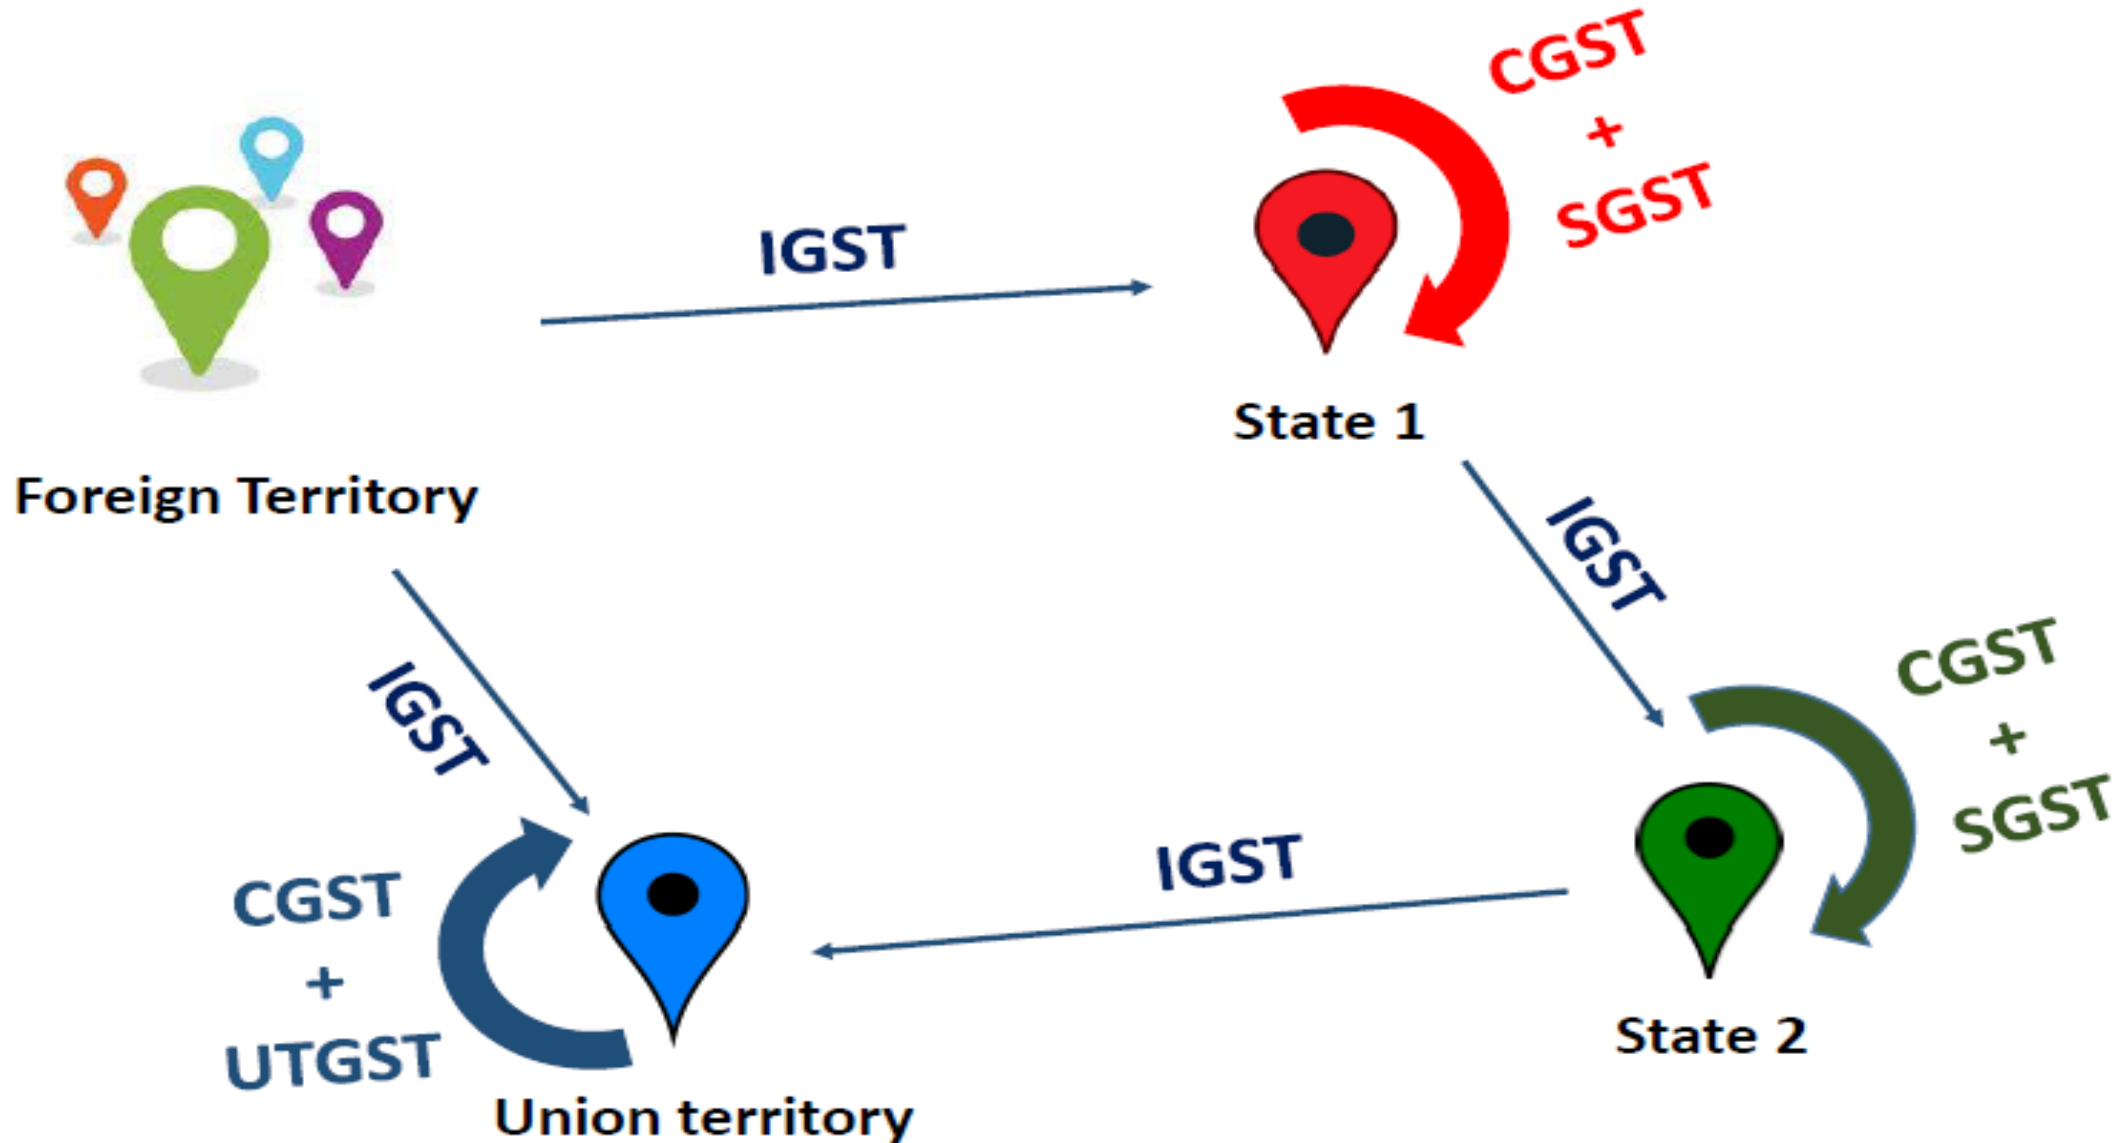 CGST
+
SGST
IGST
State 1
Foreign Territory
IGST
IGST
CGST
+
SGST
CGST
+
UTGST
IGST
State 2
Union territory